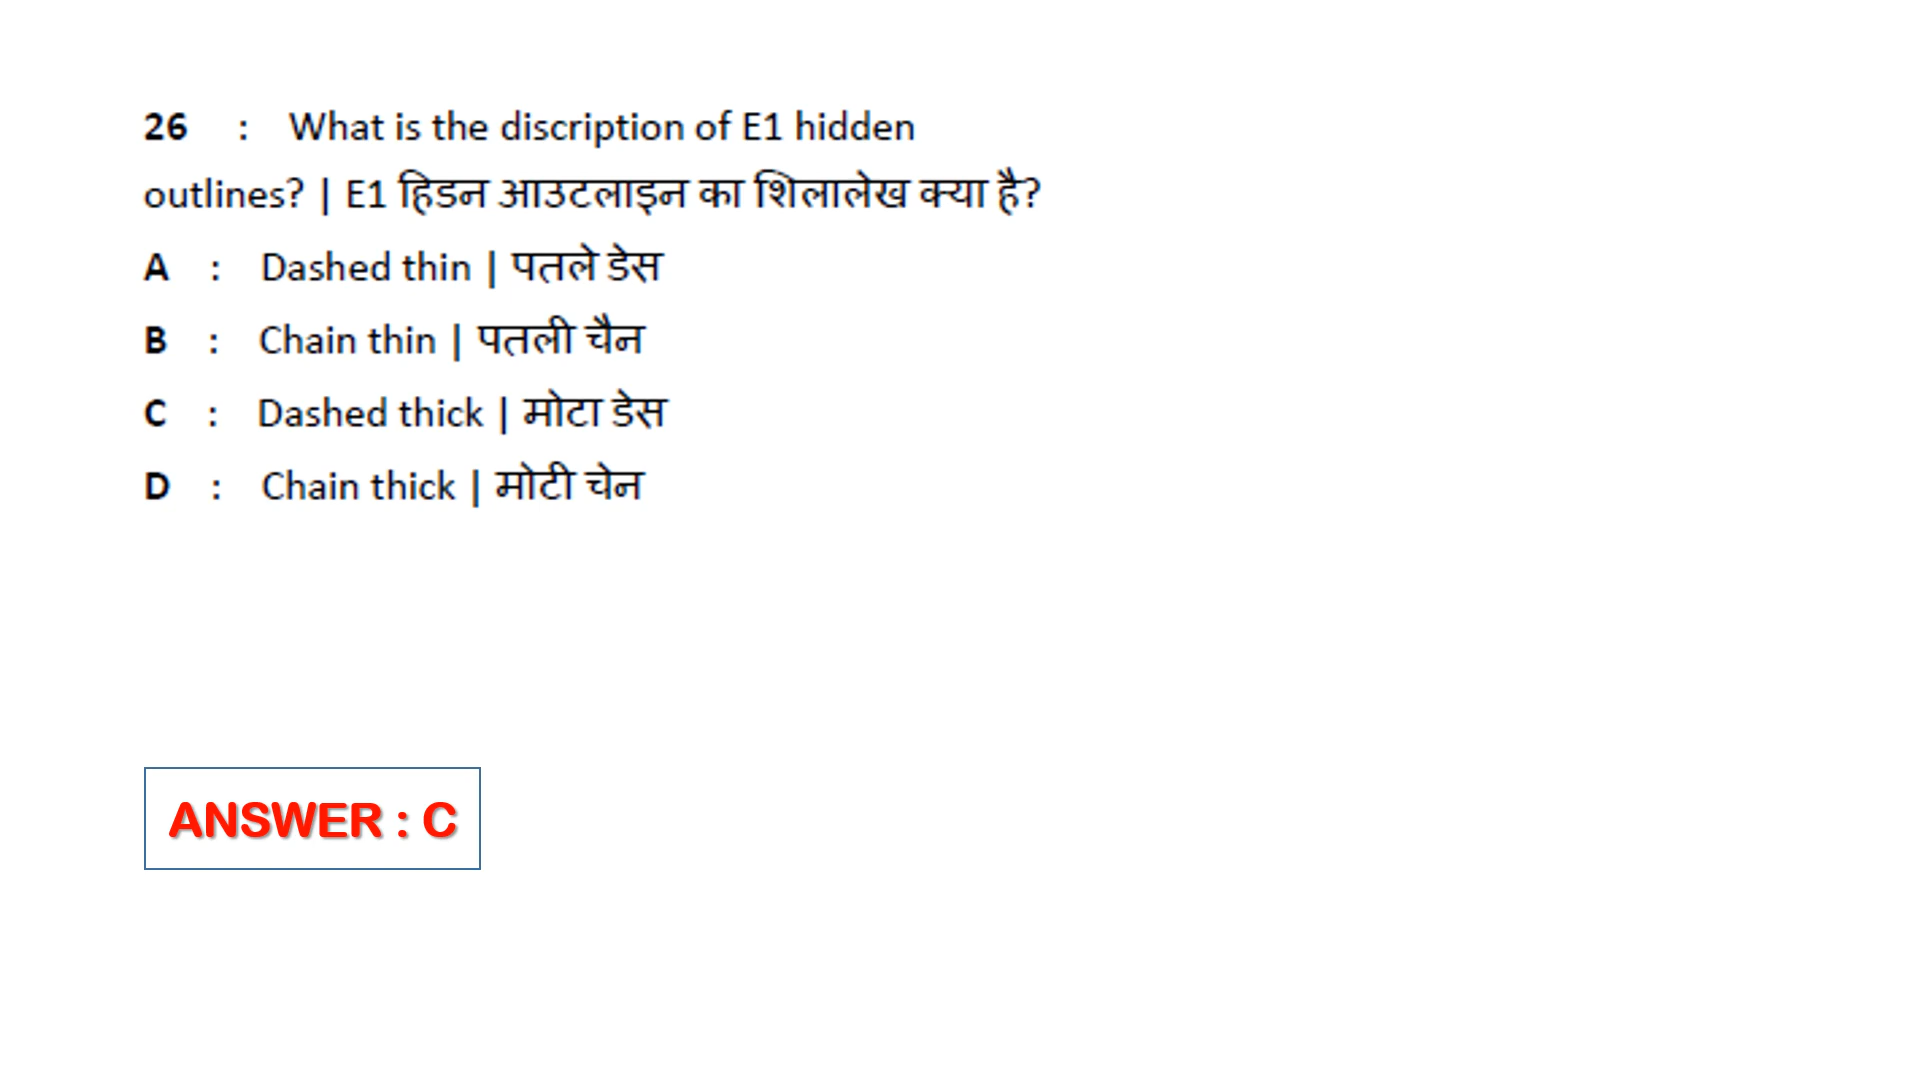 26 : What is the discription of E1 hidden
outlines? | E1 हिडन आउटलाइन का शिलालेख क्या है?
A : Dashed thin | पतले डेस
B : Chain thin | पतली चैन
C : Dashed thick | मोटा डेस
D : Chain thick | मोटी चेन
ANSWER : C